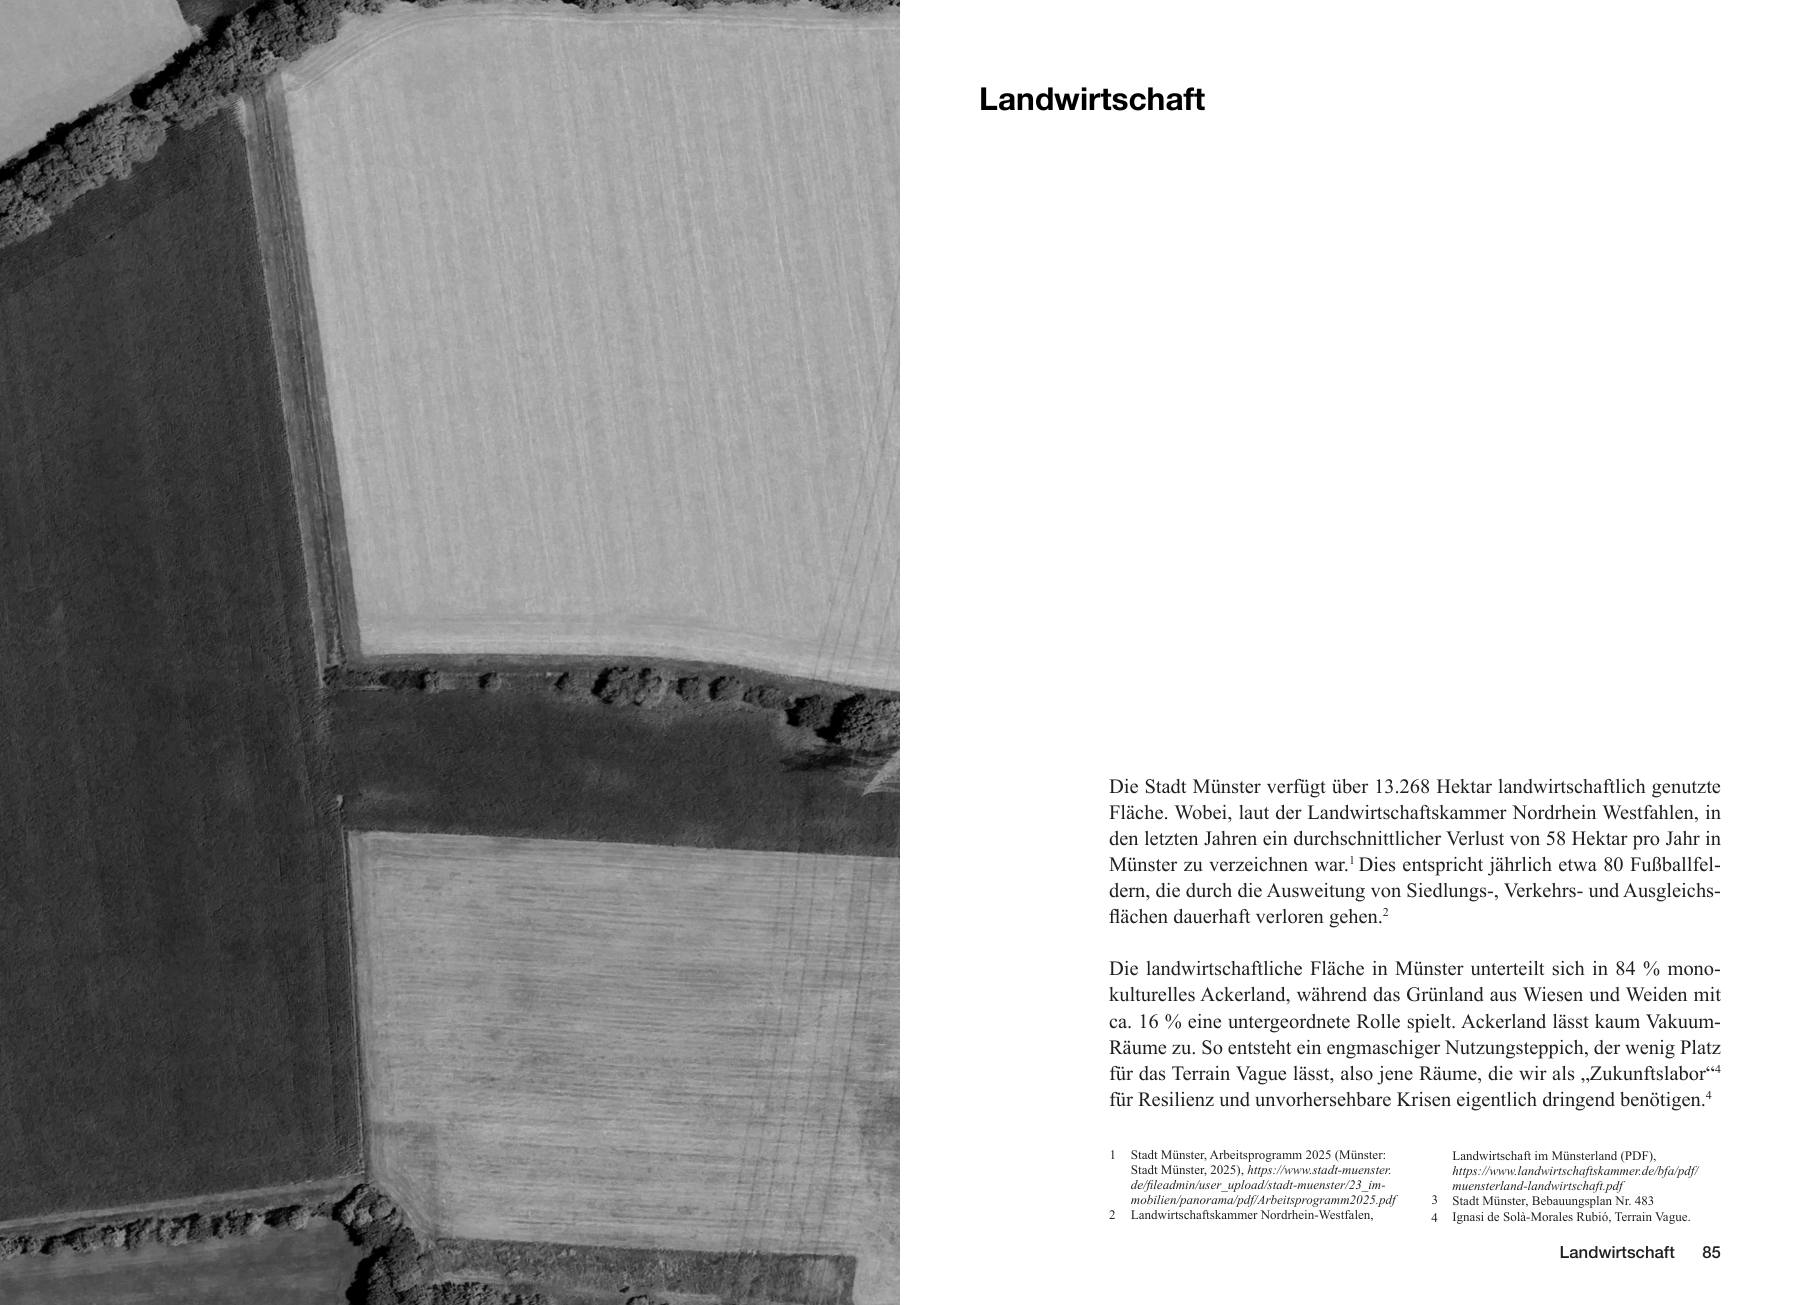 Landwirtschaft
Die Stadt Münster verfügt über 13.268 Hektar landwirtschaftlich genutzte
Fläche. Wobei, laut der Landwirtschaftskammer Nordrhein Westfahlen, in
den letzten Jahren ein durchschnittlicher Verlust von 58 Hektar pro Jahr in
Münster zu verzeichnen war.¹ Dies entspricht jährlich etwa 80 Fußballfel-
dern, die durch die Ausweitung von Siedlungs-, Verkehrs- und Ausgleichs-
flächen dauerhaft verloren gehen.²
Die landwirtschaftliche Fläche in Münster unterteilt sich in 84 % mono-
kulturelles Ackerland, während das Grünland aus Wiesen und Weiden mit
ca. 16 % eine untergeordnete Rolle spielt. Ackerland lässt kaum Vakuum-
Räume zu. So entsteht ein engmaschiger Nutzungsteppich, der wenig Platz
für das Terrain Vague lässt, also jene Räume, die wir als „Zukunftslabor“⁴
für Resilienz und unvorhersehbare Krisen eigentlich dringend benötigen.⁴
1 Stadt Münster, Arbeitsprogramm 2025 (Münster:
Stadt Münster, 2025), https://www.stadt-muenster.
de/fileadmin/user_upload/stadt-muenster/23_im-
mobilien/panorama/pdf/Arbeitsprogramm2025.pdf
2 Landwirtschaftskammer Nordrhein-Westfalen,
Landwirtschaft im Münsterland (PDF),
https://www.landwirtschaftskammer.de/bfa/pdf/
muensterland-landwirtschaft.pdf
3 Stadt Münster, Bebauungsplan Nr. 483
4 Ignasi de Solà-Morales Rubió, Terrain Vague.
Landwirtschaft 85